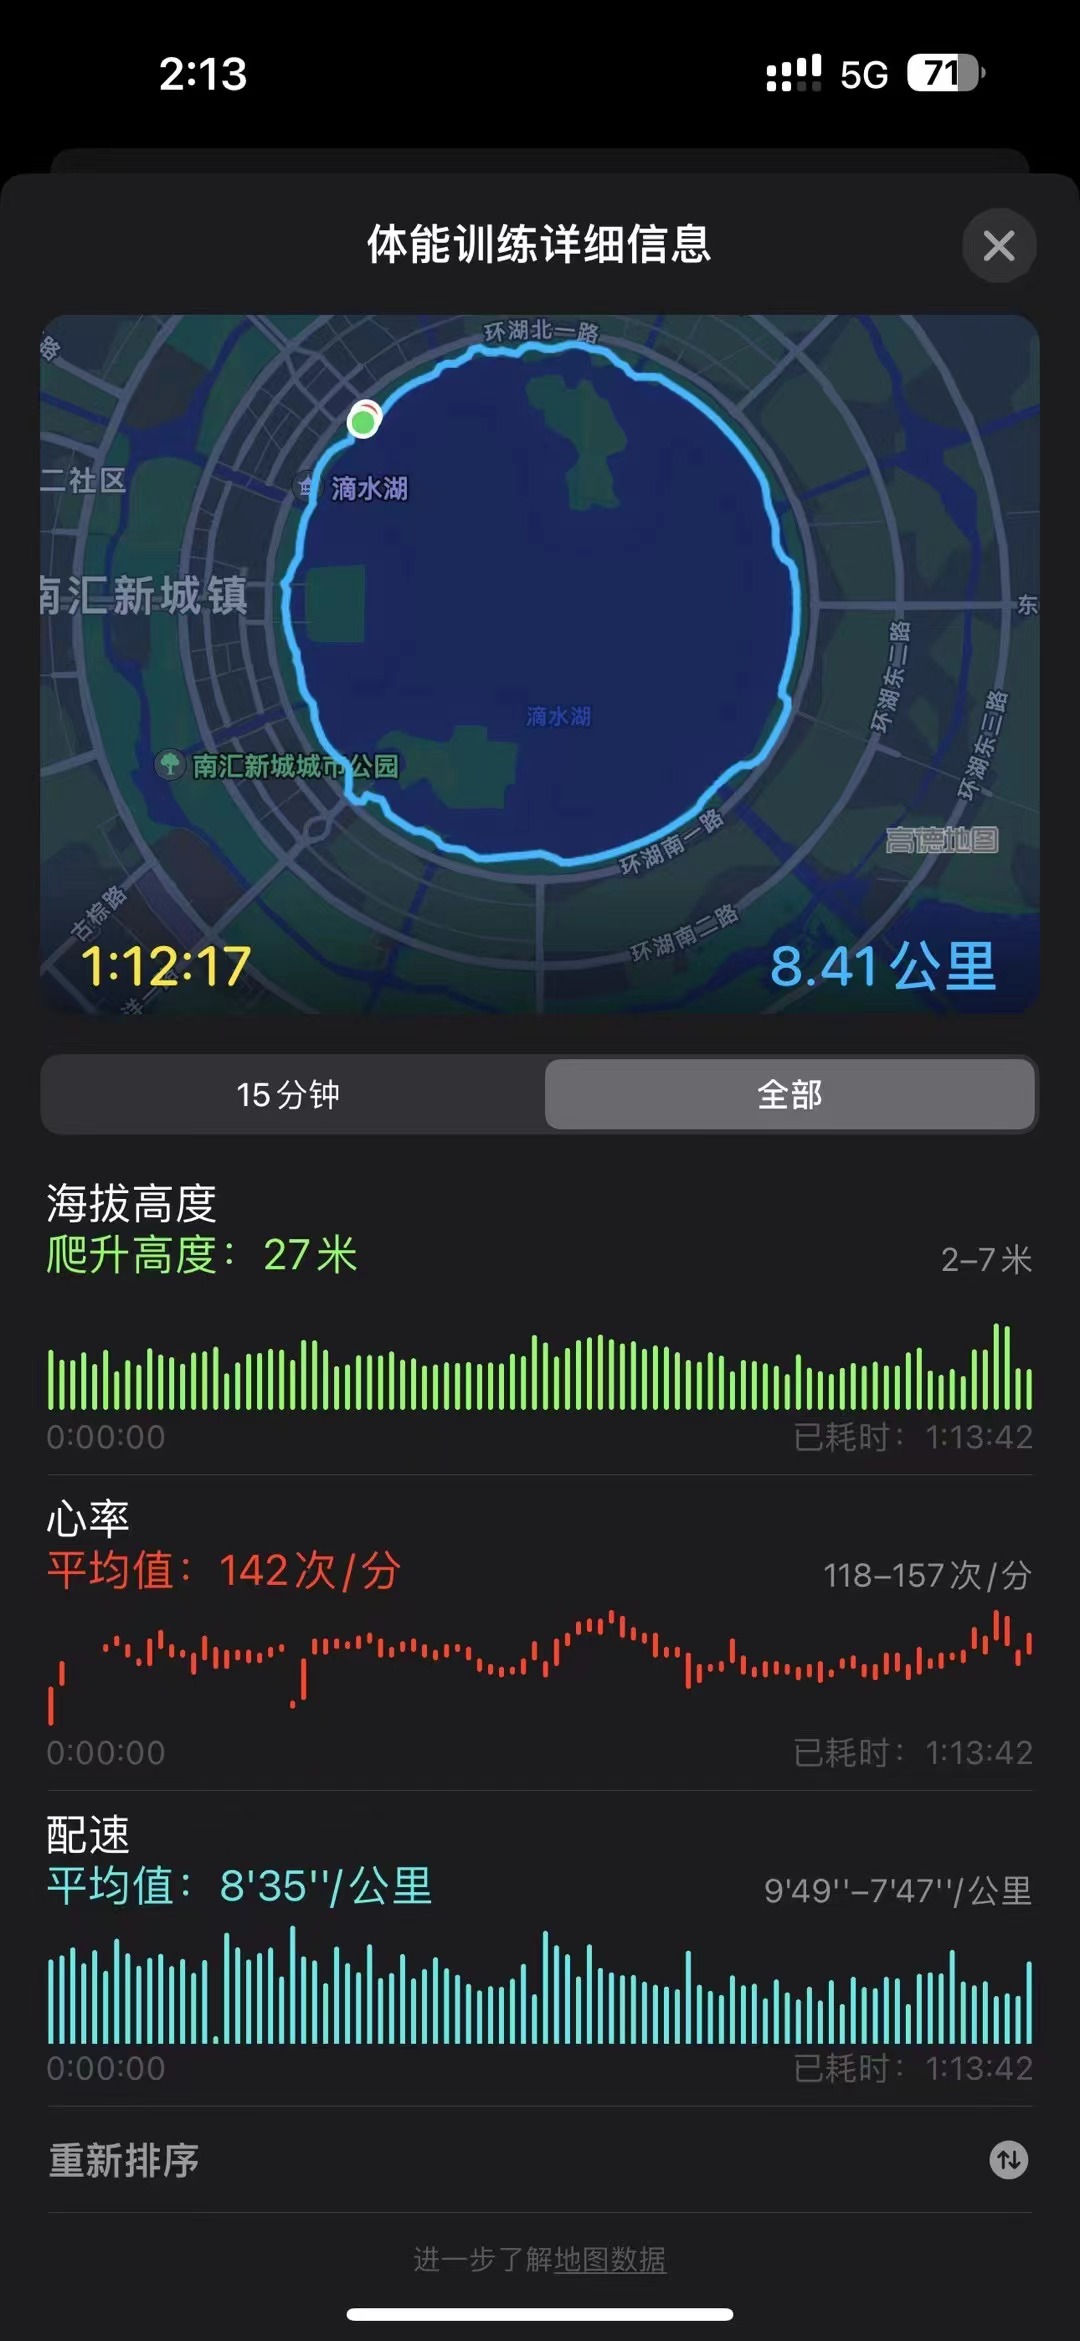 2:13
5G 71
体能训练详细信息
环湖北一路
路
二社区
滴水湖
南汇新城镇
东
环湖东二路
滴水湖
环湖东三路
南汇新城城市公园
环湖南一路
高德地图
古棕路
环湖南二路
1:12:17
8.41公里
15分钟
全部
海拔高度
爬升高度：27米
2–7米
0:00:00
已耗时：1:13:42
心率
平均值：142次/分
118–157次/分
0:00:00
已耗时：1:13:42
配速
平均值：8'35''/公里
9'49''–7'47''/公里
0:00:00
已耗时：1:13:42
重新排序
进一步了解地图数据